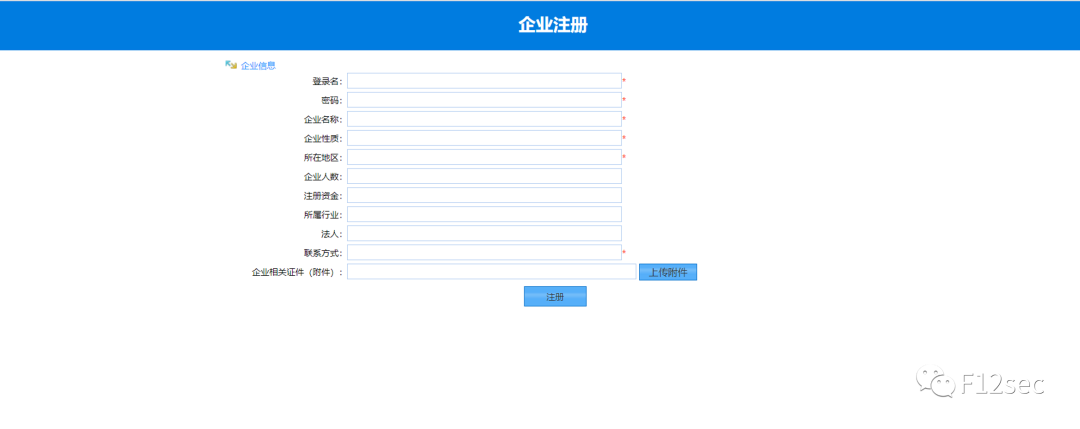 企业注册
企业信息
登录名：*
密码：*
企业名称：*
企业性质：*
所在地区：*
企业人数：
注册资金：
所属行业：
法人：
联系方式：*
企业相关证件（附件）：上传附件
注册
F12sec